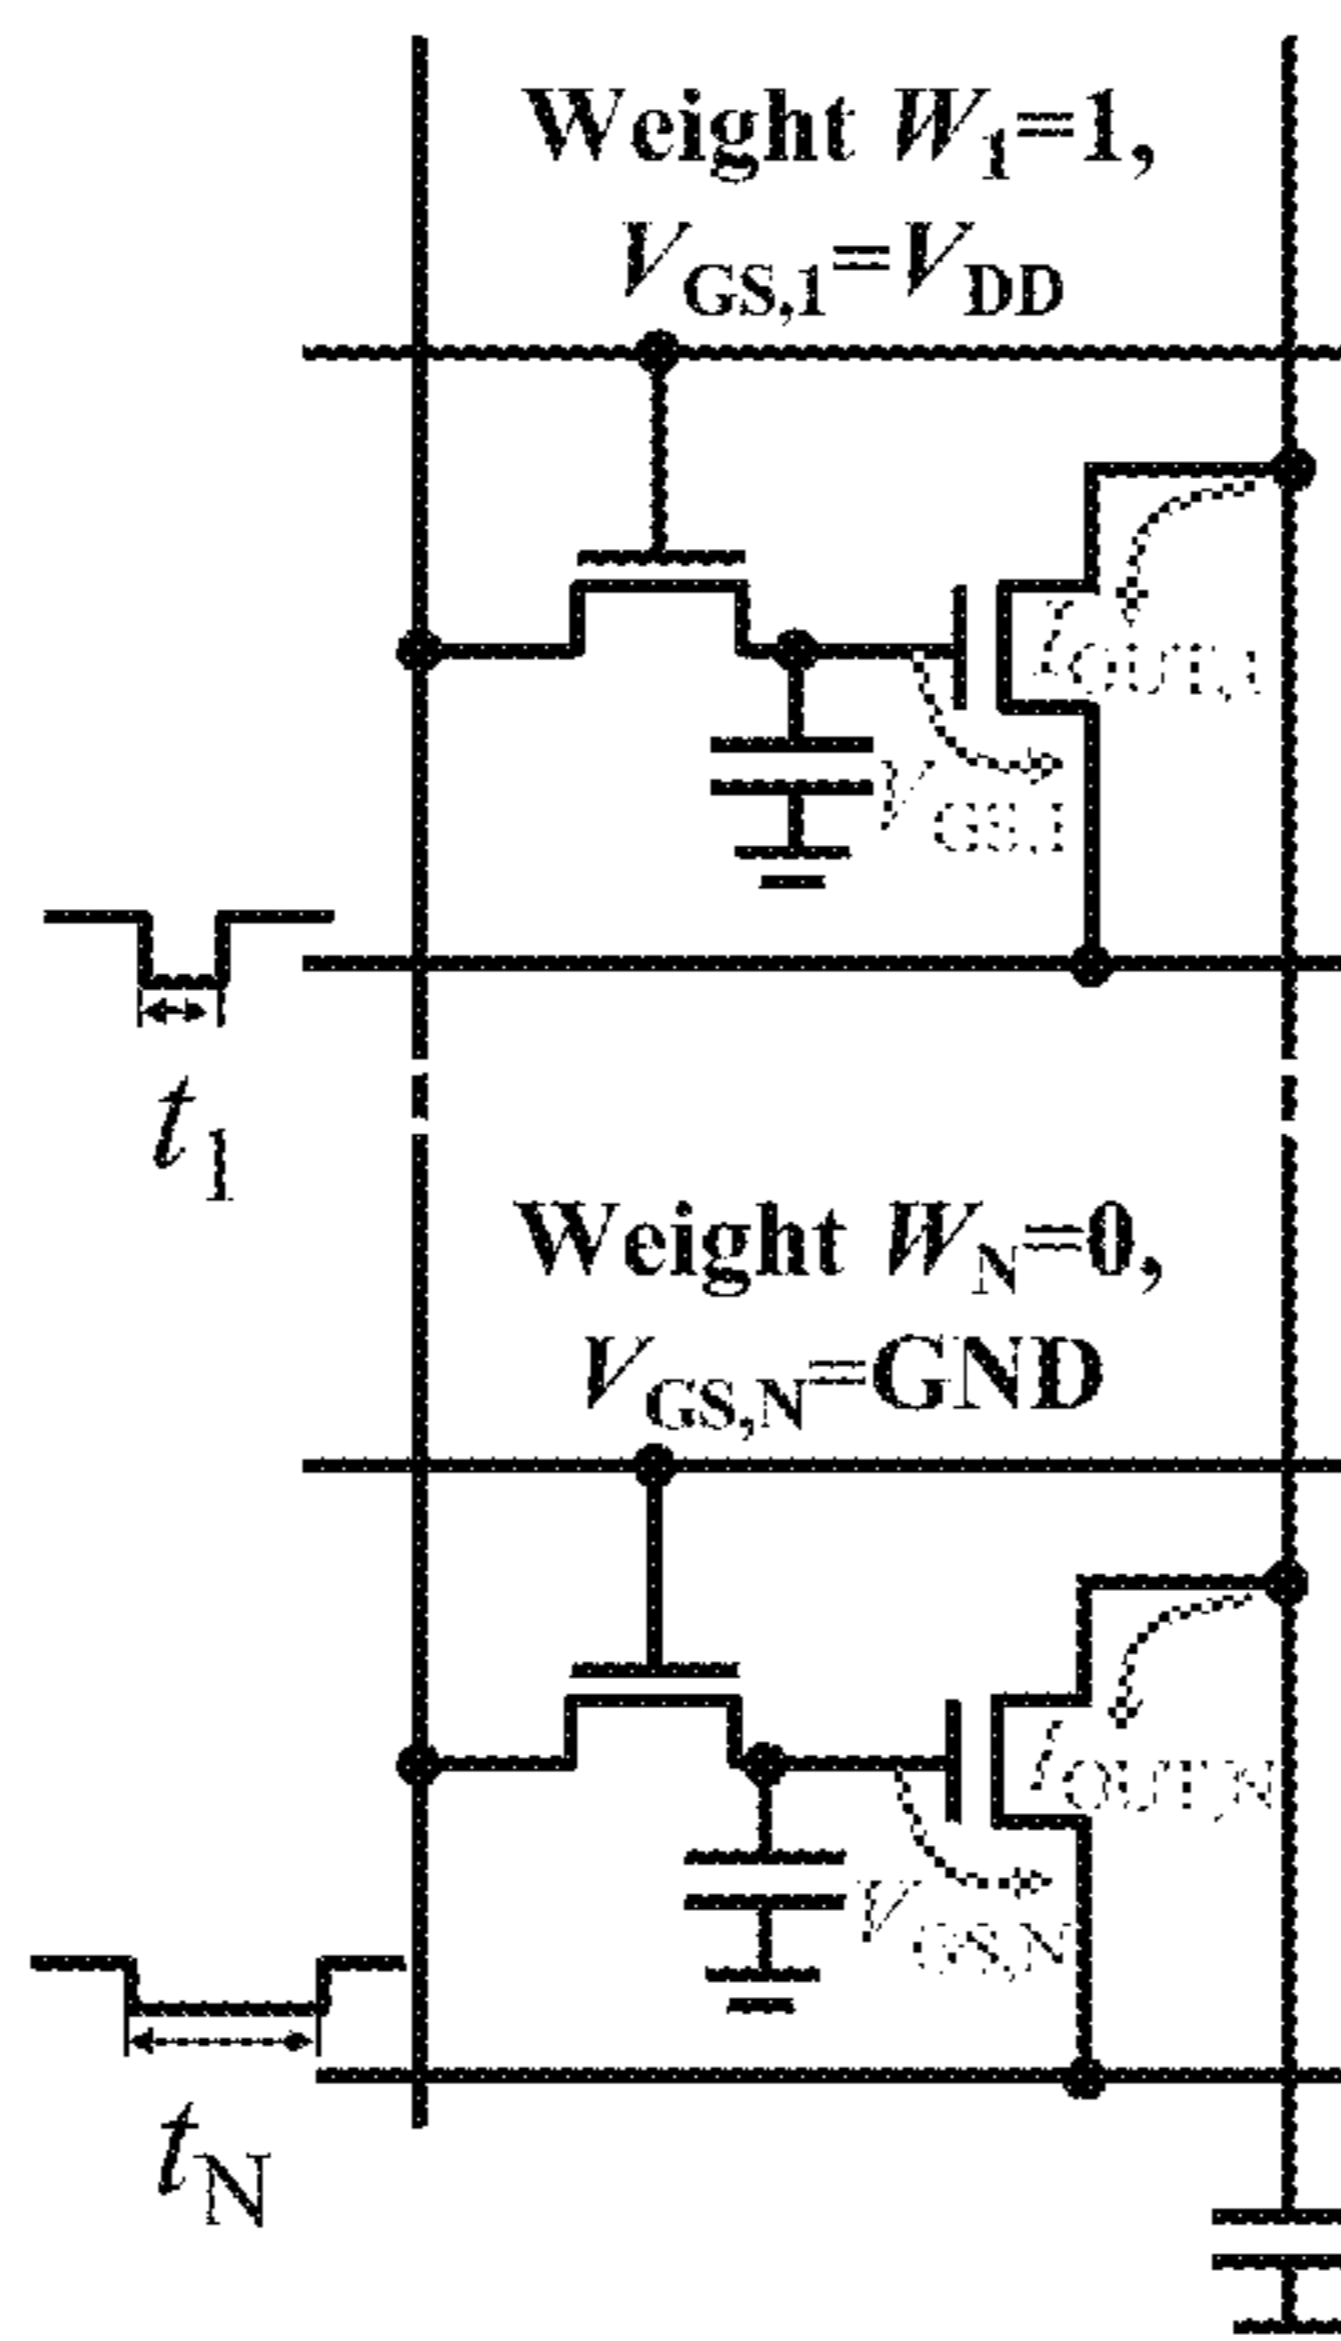 Weight W1=1,
VGS,1=VDD
IOUT,1
VGS,1
t1
Weight WN=0,
VGS,N=GND
IOUT,N
VGS,N
tN